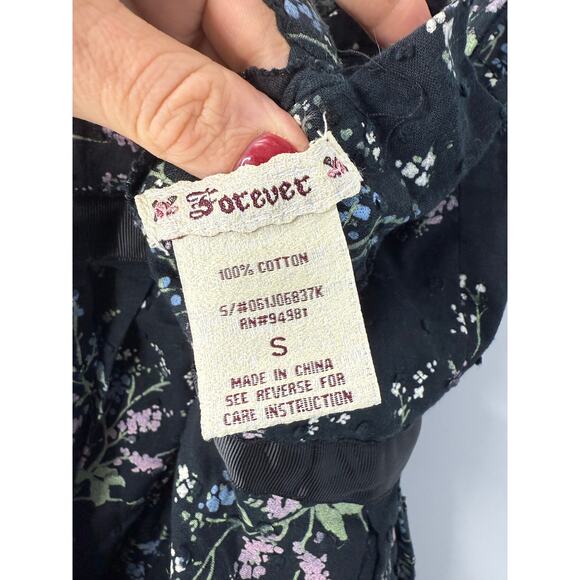 Forever
100% COTTON
S/#061J06837K
RN#94981
S
MADE IN CHINA
SEE REVERSE FOR
CARE INSTRUCTION